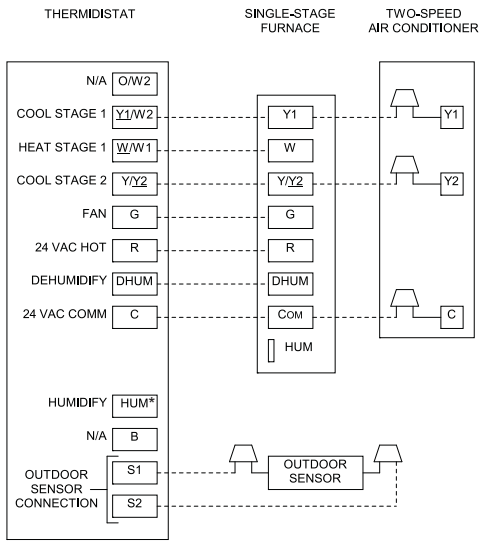 THERMIDISTAT SINGLE-STAGE FURNACE TWO-SPEED AIR CONDITIONER
N/A O/W2
COOL STAGE 1 Y1/W2 Y1 Y1
HEAT STAGE 1 W/W1 W
COOL STAGE 2 Y/Y2 Y/Y2 Y2
FAN G G
24 VAC HOT R R
DEHUMIDIFY DHUM DHUM
24 VAC COMM C COM C
HUM
HUMIDIFY HUM*
N/A B
OUTDOOR SENSOR CONNECTION S1 OUTDOOR SENSOR
S2